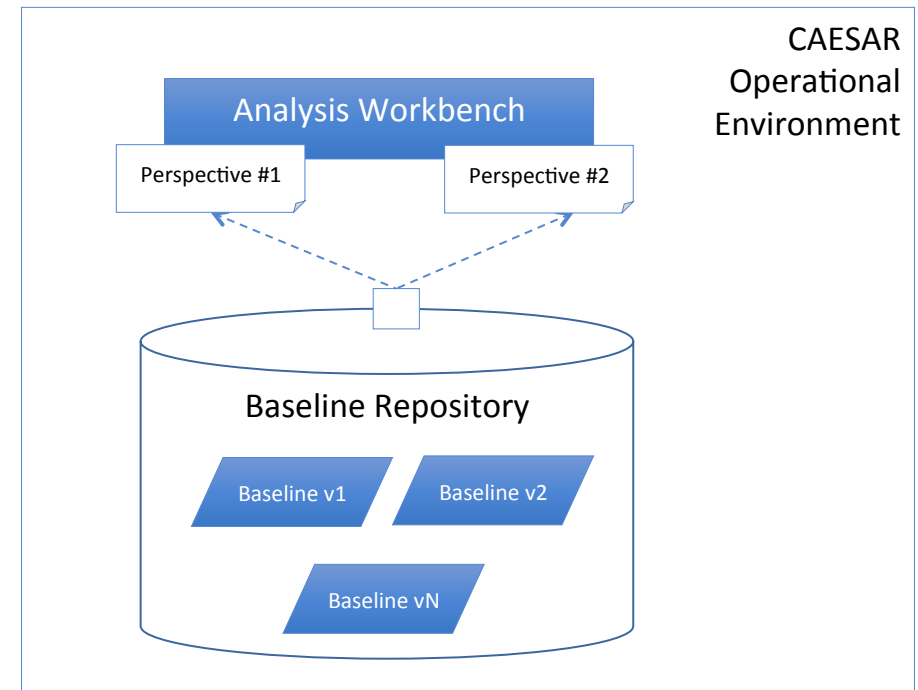 CAESAR
Operational
Environment
Analysis Workbench
Perspective #1
Perspective #2
Baseline Repository
Baseline v1
Baseline v2
Baseline vN